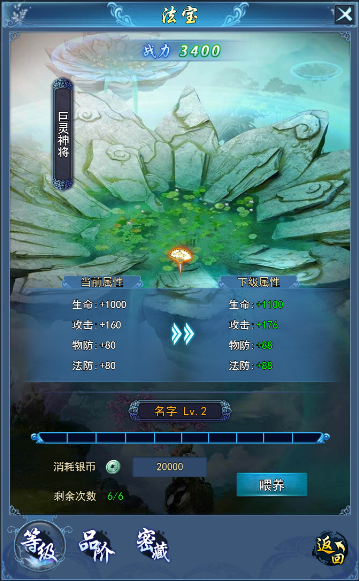 法宝
战力 3400
巨灵神将
当前属性 下级属性
生命:+1000 生命:+1100
攻击:+160 攻击:+176
物防:+80 物防:+88
法防:+80 法防:+88
名字 Lv.2
消耗银币 20000
剩余次数 6/6
喂养
等级 品阶 密藏 返回